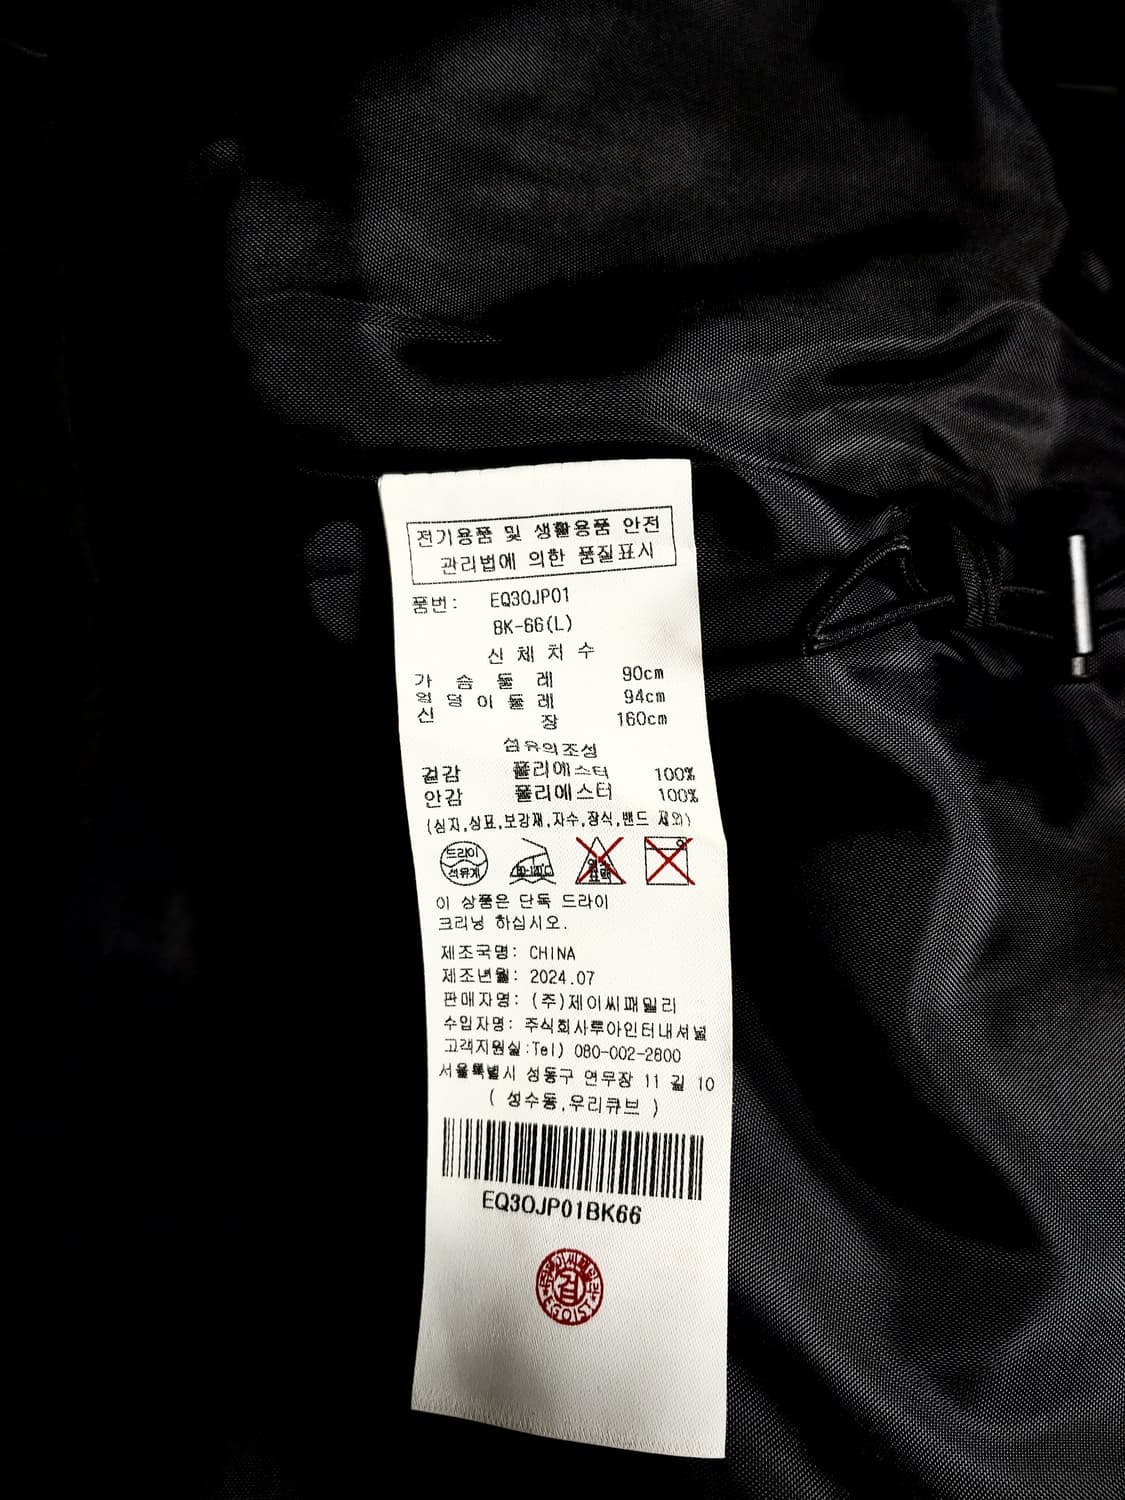 전기용품 및 생활용품 안전
관리법에 의한 품질표시
품번: EQ3OJP01
BK-66(L)
신 체 치 수
가 슴 둘 레 90cm
엉 덩 이 둘 레 94cm
신 장 160cm
섬유의조성
겉감 폴리에스터 100%
안감 폴리에스터 100%
(심지,상표,보강재,자수,장식,밴드 제외)
드라이
석유계
이 상품은 단독 드라이
크리닝 하십시오.
제조국명: CHINA
제조년월: 2024.07
판매자명: (주)제이씨패밀리
수입자명: 주식회사루아인터내셔널
고객지원실:Tel) 080-002-2800
서울특별시 성동구 연무장 11 길 10
( 성수동,우리큐브 )
EQ3OJP01BK66
검
EGOIST